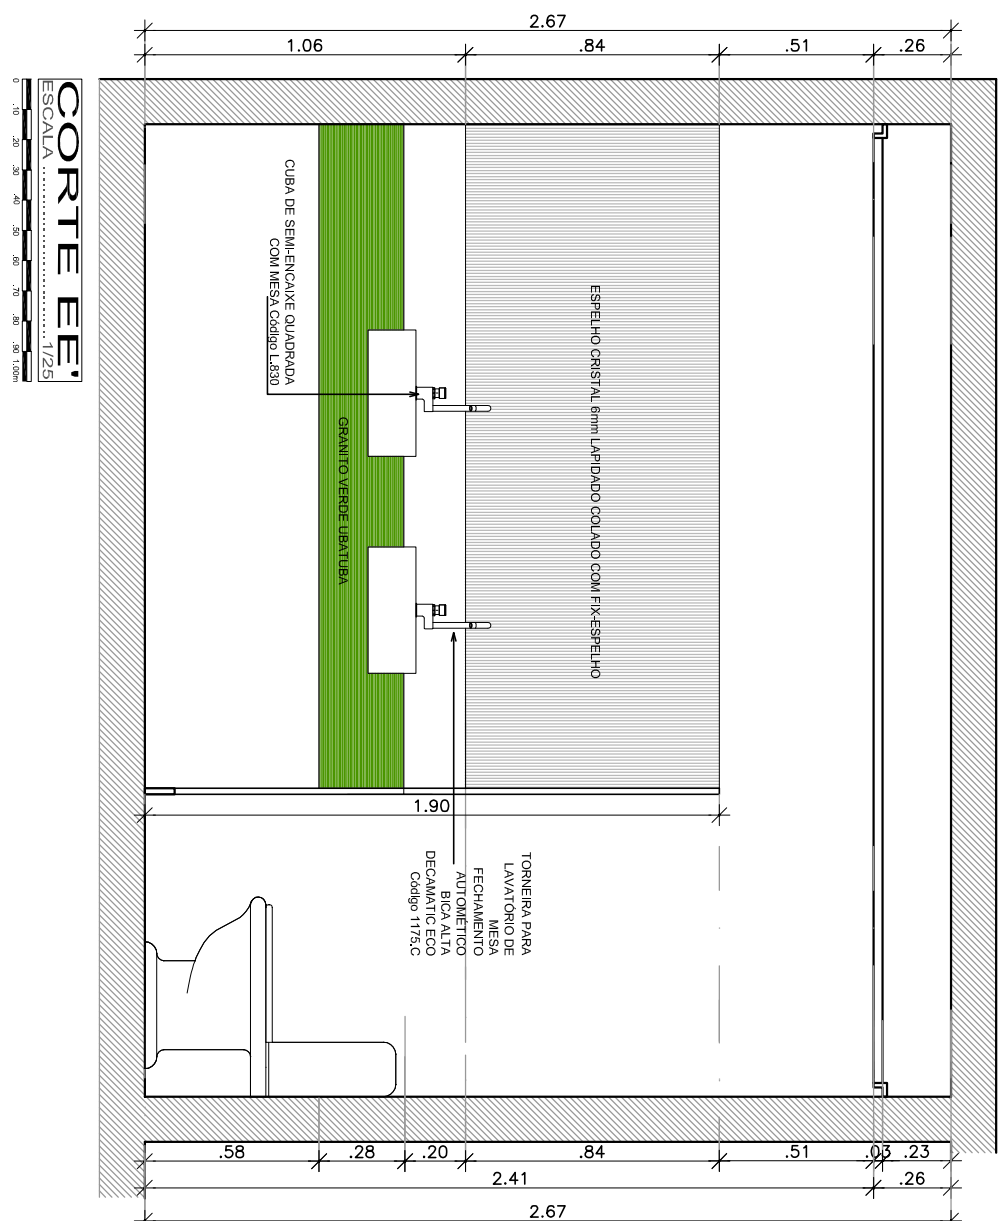 2.67
1.06
.84
.51
.26
CORTE EE'
ESCALA ........................ 1/25
0 .10 .20 .30 .40 .50 .60 .70 .80 .90 1.00m
CUBA DE SEMI-ENCAIXE QUADRADA
COM MESA Código L.830
GRANITO VERDE UBATUBA
ESPELHO CRISTAL 6mm LAPIDADO COLADO COM FIX-ESPELHO
1.90
TORNEIRA PARA
LAVATÓRIO DE
MESA
FECHAMENTO
AUTOMÉTICO
BICA ALTA
DECAMATIC ECO
Código 1175.C
.58
.28
.20
.84
.51
.03
.23
2.41
.26
2.67